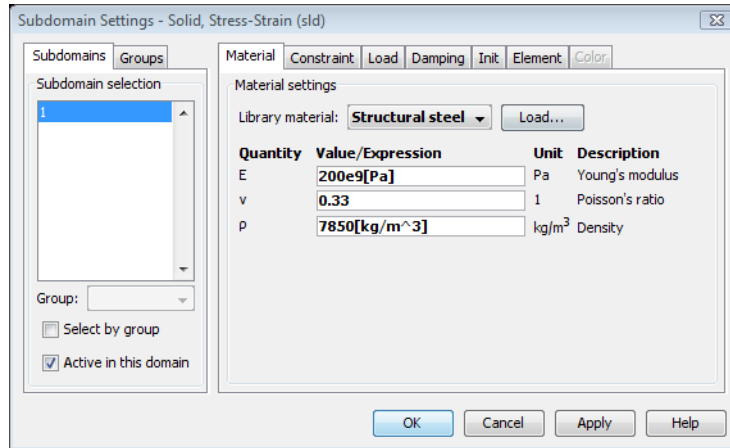 Subdomain Settings - Solid, Stress-Strain (sld)
Subdomains Groups
Subdomain selection
1
Group:
Select by group
Active in this domain
Material Constraint Load Damping Init Element Color
Material settings
Library material: Structural steel Load...
Quantity Value/Expression Unit Description
E 200e9[Pa] Pa Young's modulus
ν 0.33 1 Poisson's ratio
ρ 7850[kg/m^3] kg/m³ Density
OK Cancel Apply Help